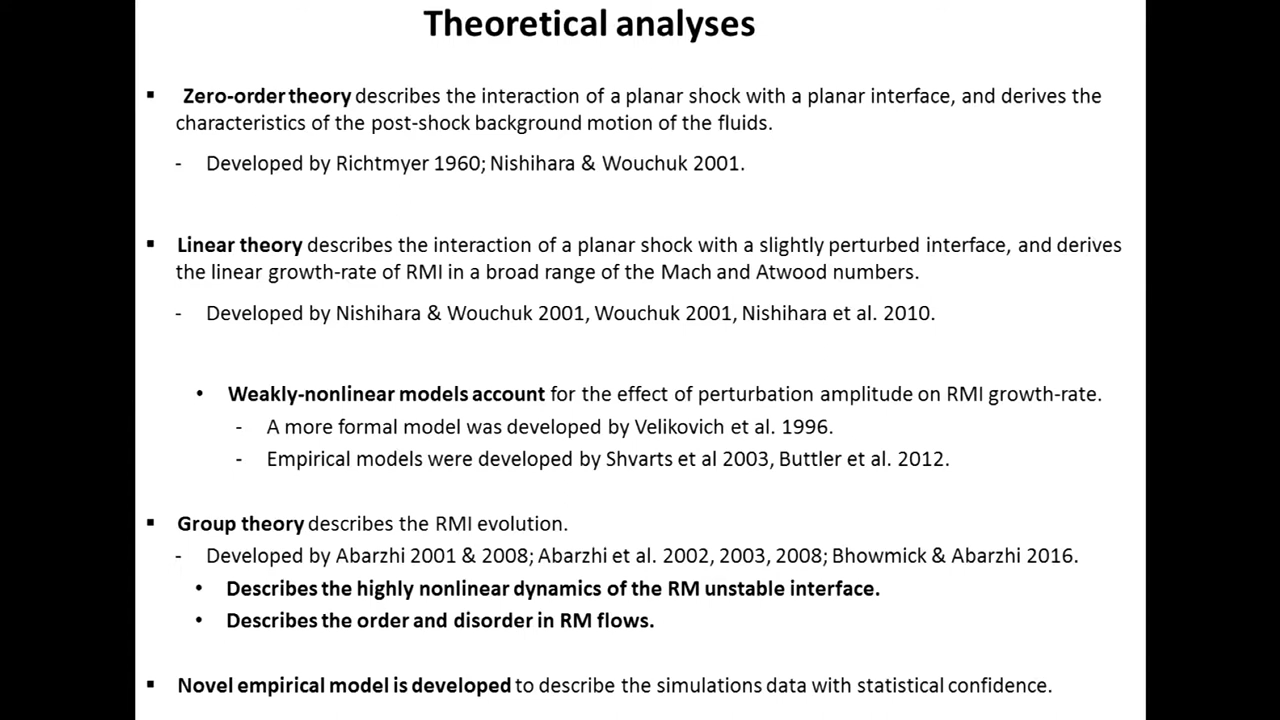 Theoretical analyses
▪ Zero-order theory describes the interaction of a planar shock with a planar interface, and derives the
characteristics of the post-shock background motion of the fluids.
- Developed by Richtmyer 1960; Nishihara & Wouchuk 2001.
▪ Linear theory describes the interaction of a planar shock with a slightly perturbed interface, and derives
the linear growth-rate of RMI in a broad range of the Mach and Atwood numbers.
- Developed by Nishihara & Wouchuk 2001, Wouchuk 2001, Nishihara et al. 2010.
• Weakly-nonlinear models account for the effect of perturbation amplitude on RMI growth-rate.
- A more formal model was developed by Velikovich et al. 1996.
- Empirical models were developed by Shvarts et al 2003, Buttler et al. 2012.
▪ Group theory describes the RMI evolution.
- Developed by Abarzhi 2001 & 2008; Abarzhi et al. 2002, 2003, 2008; Bhowmick & Abarzhi 2016.
• Describes the highly nonlinear dynamics of the RM unstable interface.
• Describes the order and disorder in RM flows.
▪ Novel empirical model is developed to describe the simulations data with statistical confidence.